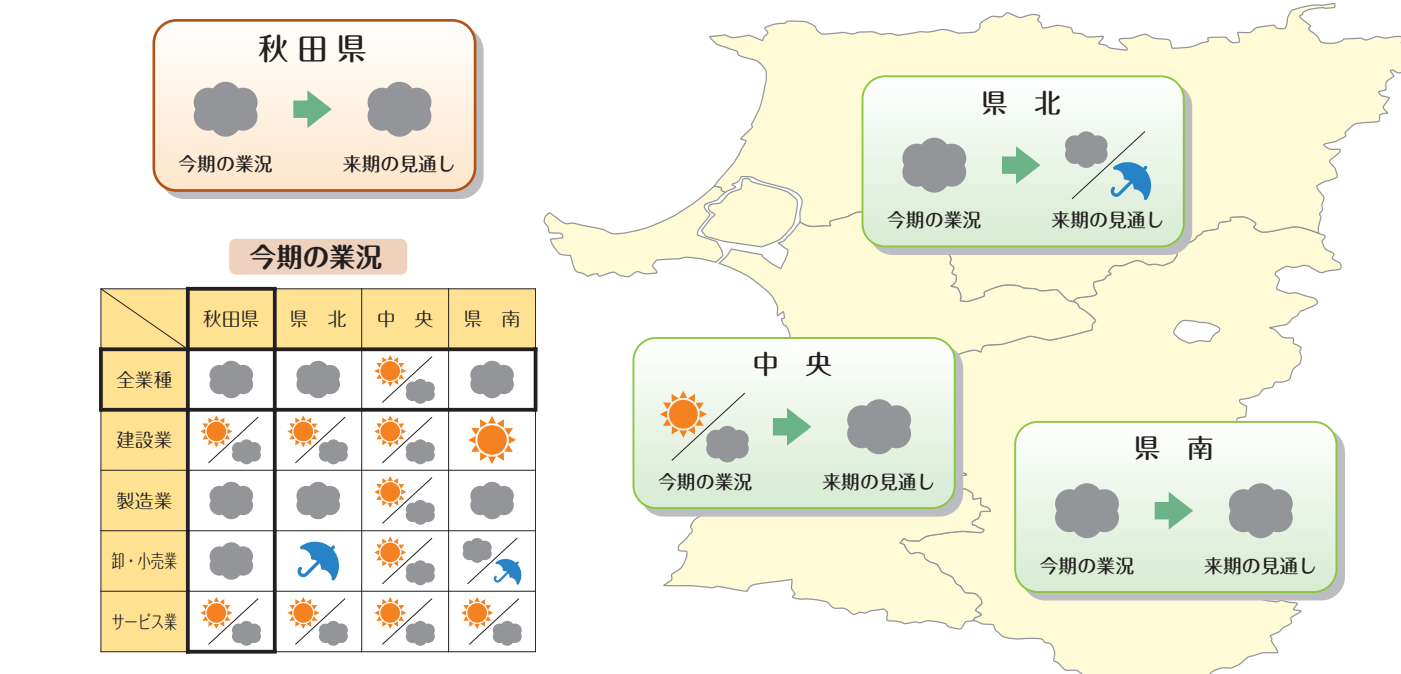 秋田県
今期の業況 来期の見通し
県 北
今期の業況 来期の見通し
今期の業況
秋田県 県 北 中 央 県 南
全業種
建設業
製造業
卸・小売業
サービス業
中 央
今期の業況 来期の見通し
県 南
今期の業況 来期の見通し